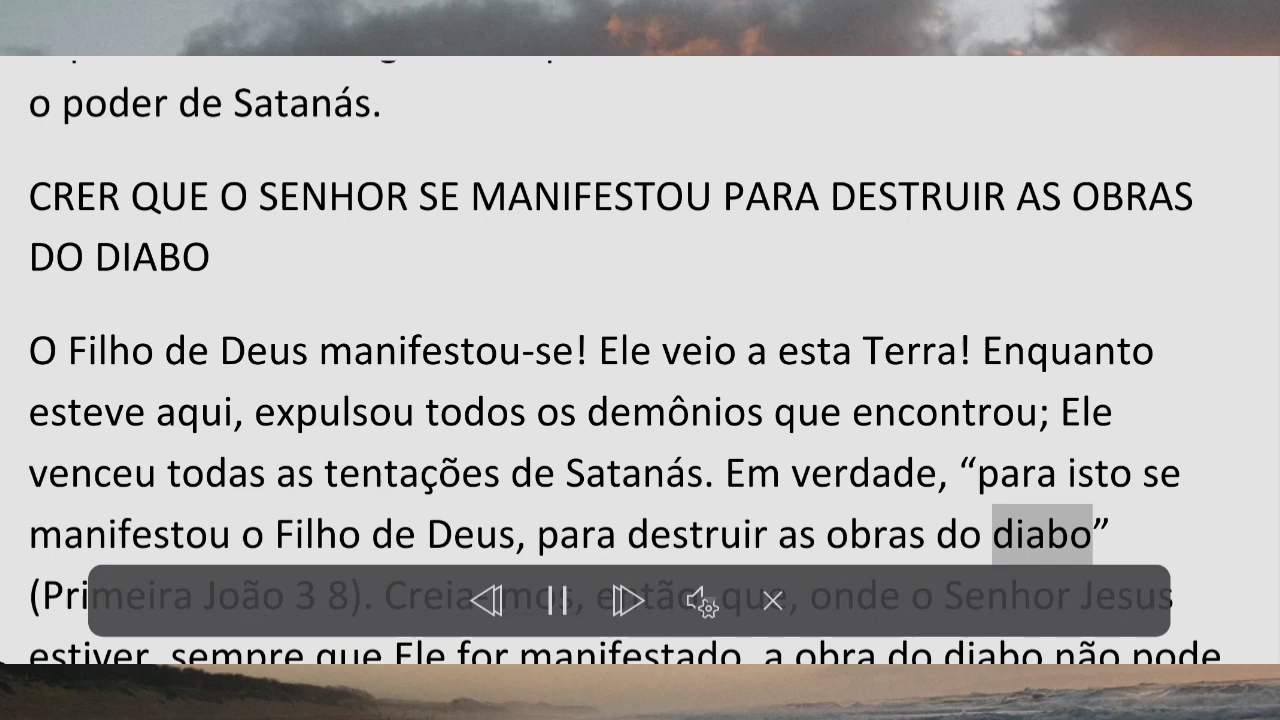 o poder de Satanás.
CRER QUE O SENHOR SE MANIFESTOU PARA DESTRUIR AS OBRAS
DO DIABO
O Filho de Deus manifestou-se! Ele veio a esta Terra! Enquanto
esteve aqui, expulsou todos os demônios que encontrou; Ele
venceu todas as tentações de Satanás. Em verdade, “para isto se
manifestou o Filho de Deus, para destruir as obras do diabo”
(Primeira João 3 8). Creiamos, então, que, onde o Senhor Jesus
estiver, sempre que Ele for manifestado, a obra do diabo não pode